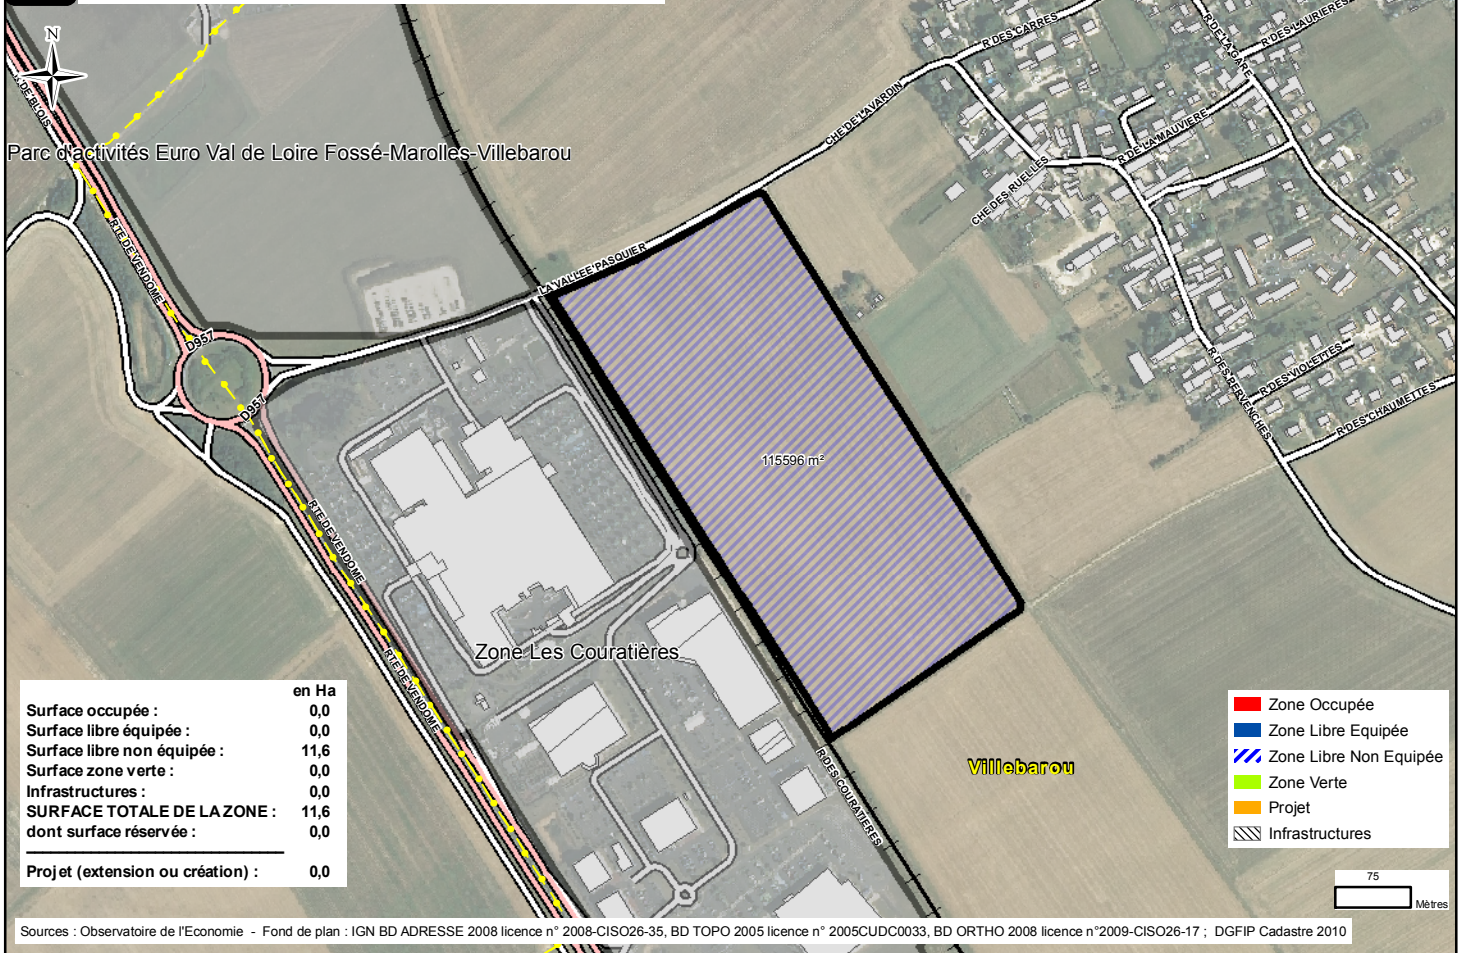 N
R DE BLOIS
Parc d'activités Euro Val de Loire Fossé-Marolles-Villebarou
RTE DE VENDOME
D957
D957
LA VALLEE PASQUIER
CHE DE LAVARDIN
R DES CARRES
R DE LA GARE
R DES LAURIERES
R DE LA MAUVIERE
CHE DES RUELLES
R DES PERVENCHES
R DES VIOLETTES
R DES CHAUMETTES
115596 m²
RTE DE VENDOME
Zone Les Couratières
RTE DE VENDOME
R DES COURATIERES
Villebarou
en Ha
Surface occupée : 0,0
Surface libre équipée : 0,0
Surface libre non équipée : 11,6
Surface zone verte : 0,0
Infrastructures : 0,0
SURFACE TOTALE DE LA ZONE : 11,6
dont surface réservée : 0,0
Projet (extension ou création) : 0,0
Zone Occupée
Zone Libre Equipée
Zone Libre Non Equipée
Zone Verte
Projet
Infrastructures
75
Mètres
Sources : Observatoire de l'Economie - Fond de plan : IGN BD ADRESSE 2008 licence n° 2008-CISO26-35, BD TOPO 2005 licence n° 2005CUDC0033, BD ORTHO 2008 licence n°2009-CISO26-17 ; DGFIP Cadastre 2010